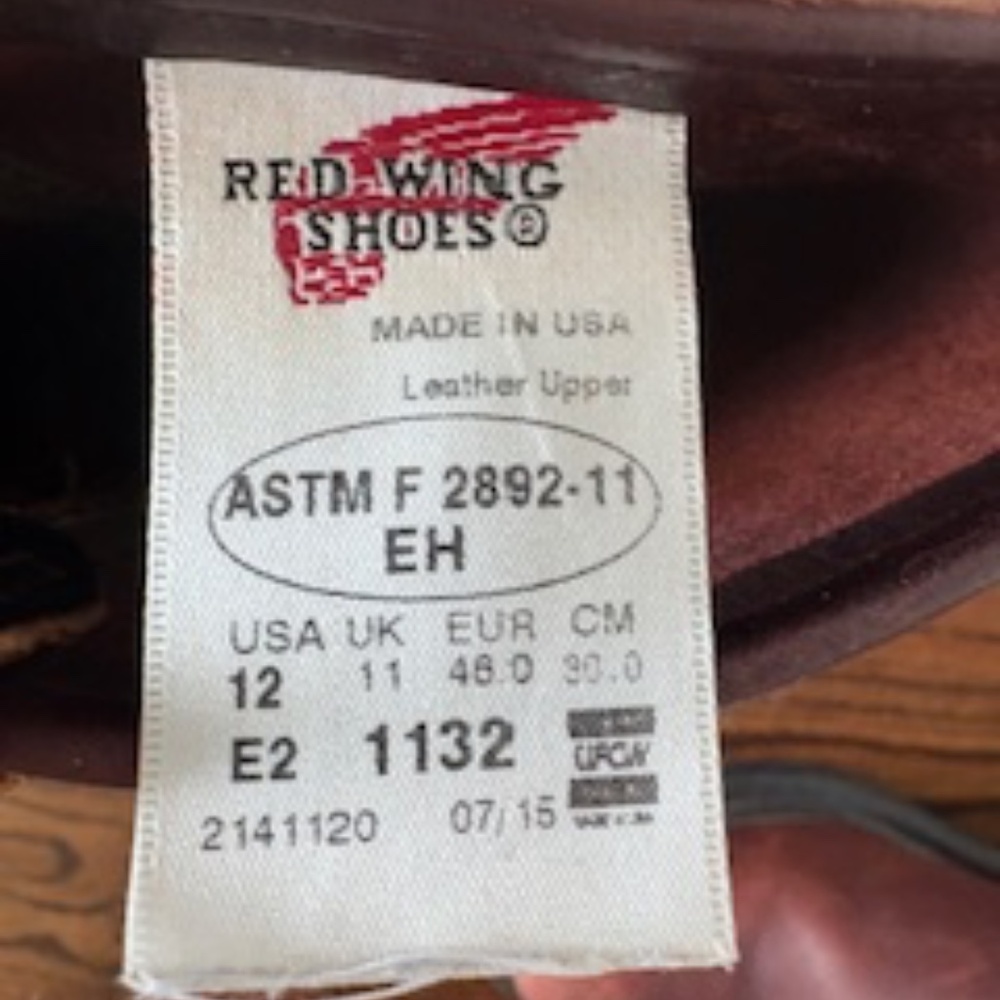 RED WING
SHOES®
MADE IN USA
Leather Upper
ASTM F 2892-11
EH
USA UK EUR CM
12 11 46.0 30.0
E2 1132
UFCW
2141120 07/15